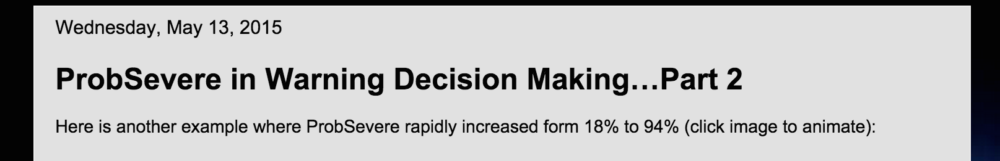 Wednesday, May 13, 2015
ProbSevere in Warning Decision Making…Part 2
Here is another example where ProbSevere rapidly increased form 18% to 94% (click image to animate):